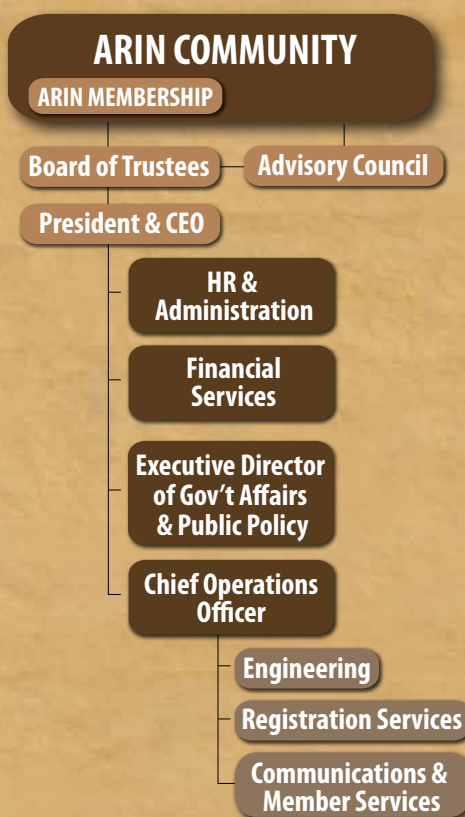 ARIN COMMUNITY
ARIN MEMBERSHIP
Board of Trustees
Advisory Council
President & CEO
HR &
Administration
Financial
Services
Executive Director
of Gov't Affairs
& Public Policy
Chief Operations
Officer
Engineering
Registration Services
Communications &
Member Services